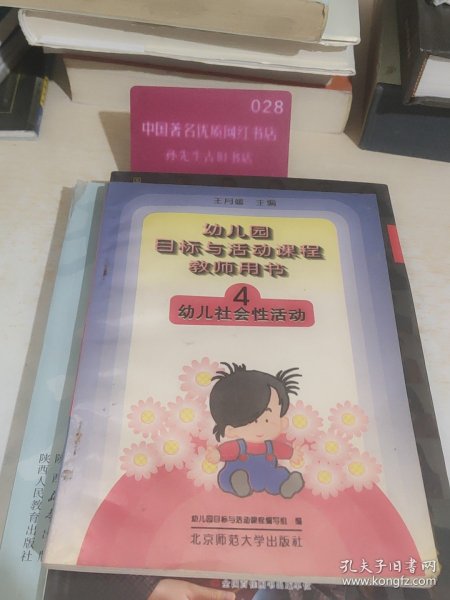 028
中国著名优质网红书店
孙先生古旧书店
王月媛 主编
幼儿园
目标与活动课程
教师用书
4
幼儿社会性活动
幼儿园目标与活动课程编写组 编
北京师范大学出版社
陕西人民教育出版社
孔夫子旧书网
www.kongfz.com